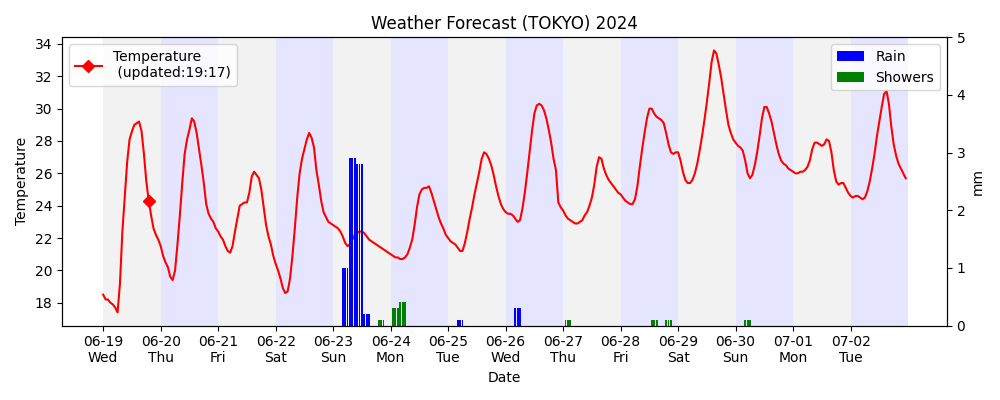 Weather Forecast (TOKYO) 2024
Temperature
(updated:19:17)
Rain
Showers
Temperature
34
32
30
28
26
24
22
20
18
5
4
3
2
1
0
mm
06-19 06-20 06-21 06-22 06-23 06-24 06-25 06-26 06-27 06-28 06-29 06-30 07-01 07-02
Wed Thu Fri Sat Sun Mon Tue Wed Thu Fri Sat Sun Mon Tue
Date